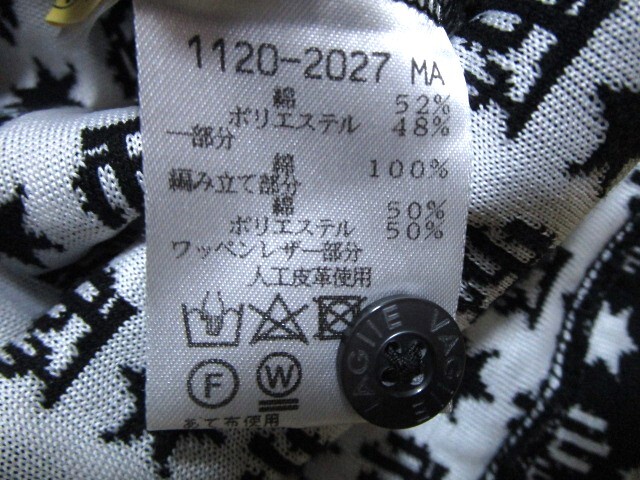 1120-2027 MA
綿 52%
ポリエステル 48%
一部分
綿 100%
編み立て部分
綿 50%
ポリエステル 50%
ワッペンレザー部分
人工皮革使用
F W
あて布使用
VAGIIE VAGIIE